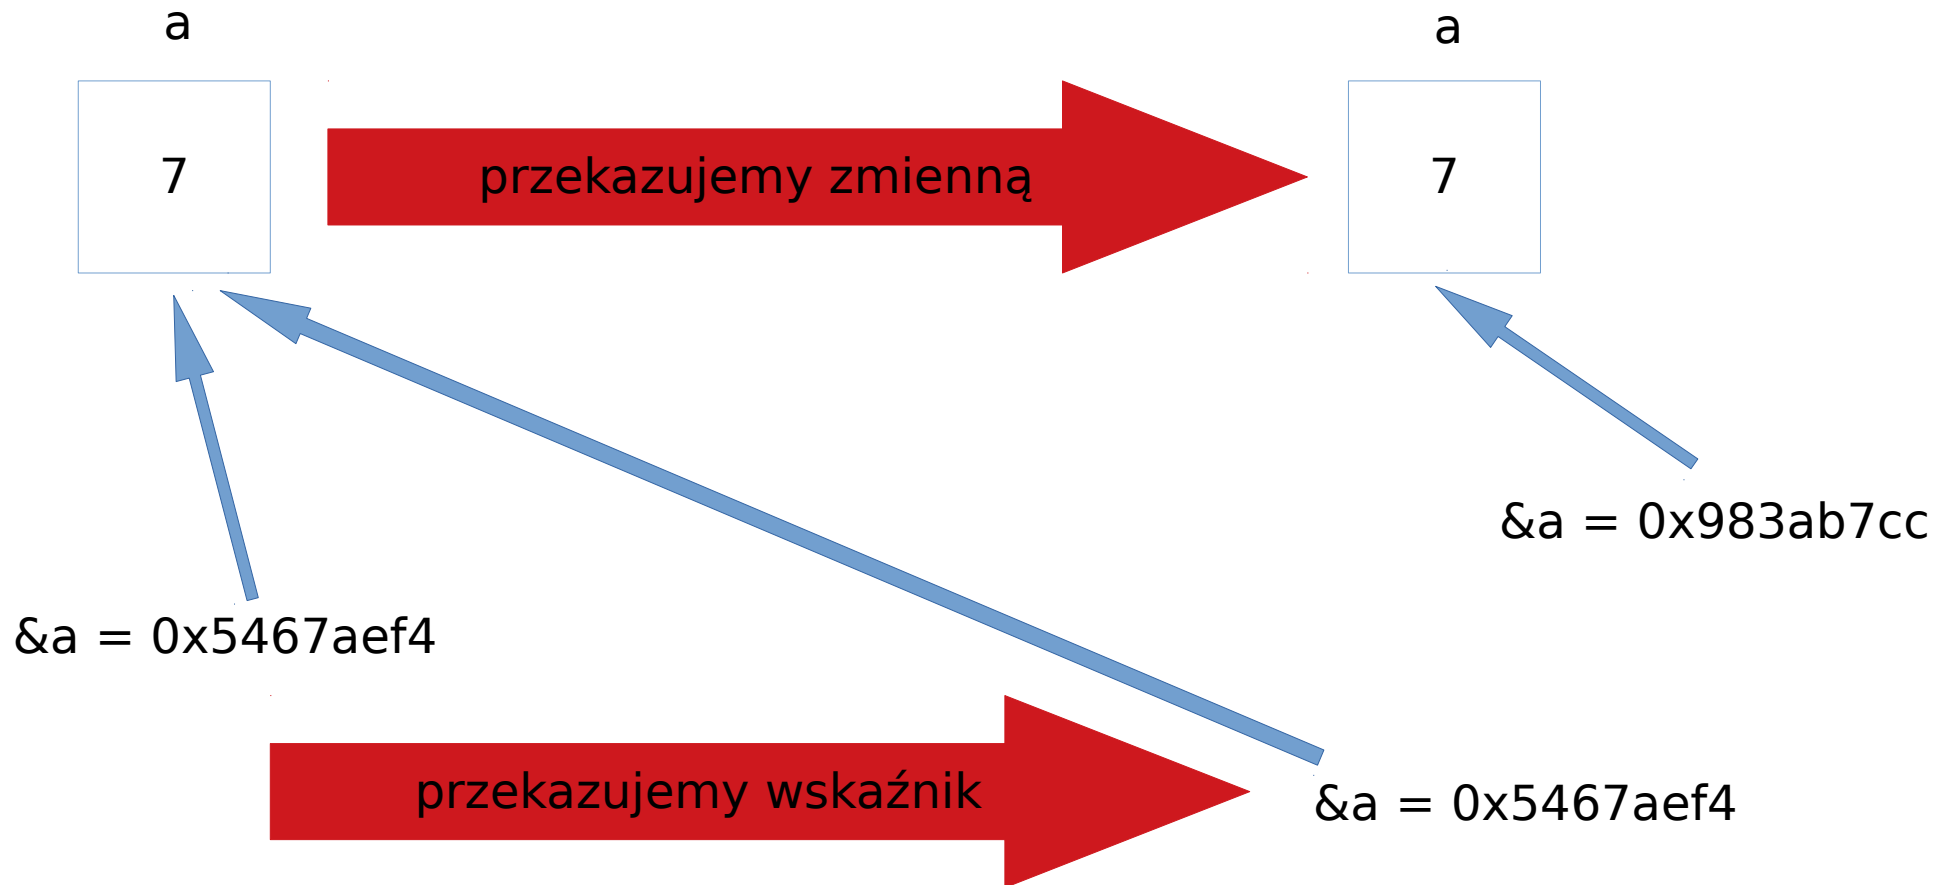 a
a
7
przekazujemy zmienną
7
&a = 0x983ab7cc
&a = 0x5467aef4
przekazujemy wskaźnik
&a = 0x5467aef4